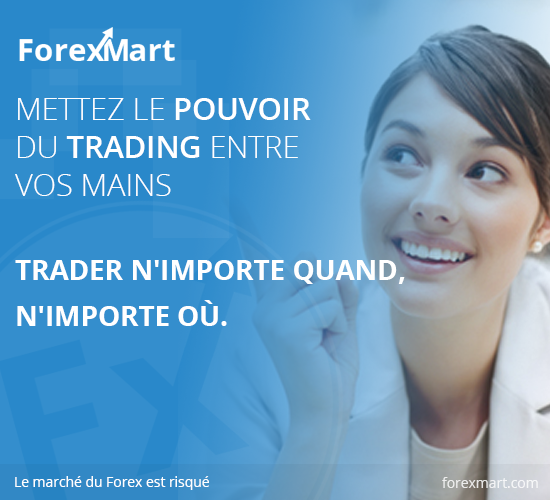 ForexMart
METTEZ LE POUVOIR
DU TRADING ENTRE
VOS MAINS
TRADER N'IMPORTE QUAND,
N'IMPORTE OÙ.
Fx
Le marché du Forex est risqué
forexmart.com